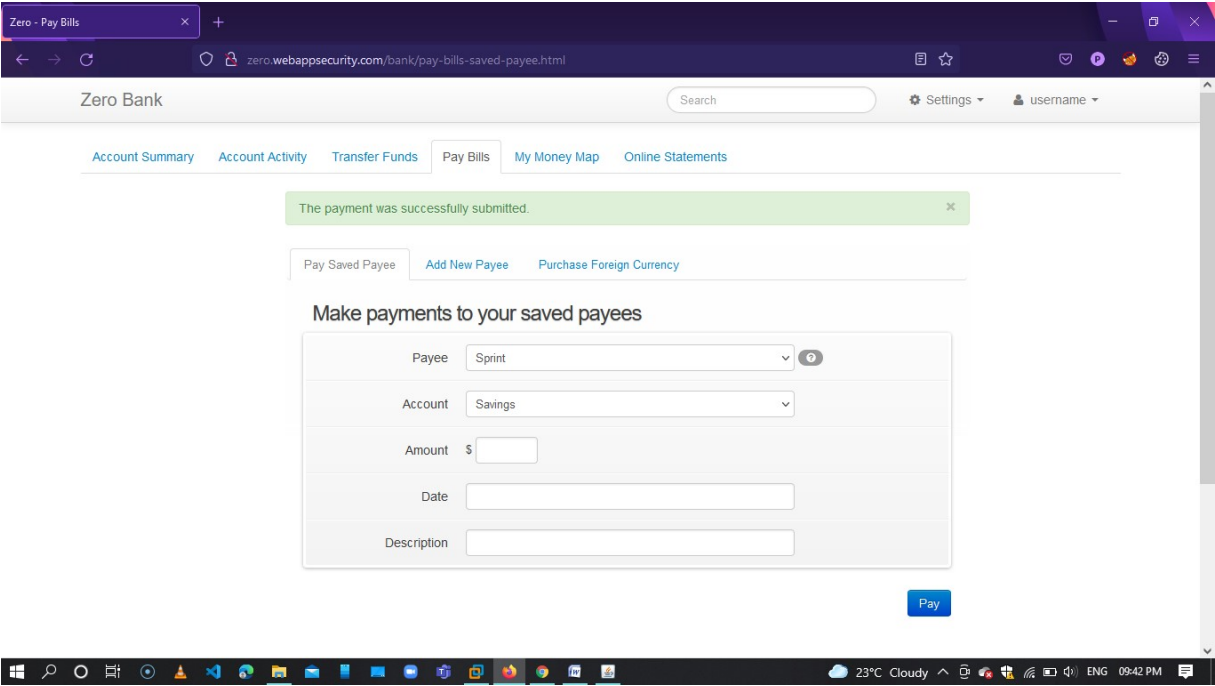 Zero - Pay Bills
zero.webappsecurity.com/bank/pay-bills-saved-payee.html
P
Zero Bank
Search
Settings
username
Account Summary Account Activity Transfer Funds Pay Bills My Money Map Online Statements
The payment was successfully submitted. ×
Pay Saved Payee Add New Payee Purchase Foreign Currency
Make payments to your saved payees
Payee Sprint ?
Account Savings
Amount $
Date
Description
Pay
23°C Cloudy ENG 09:42 PM